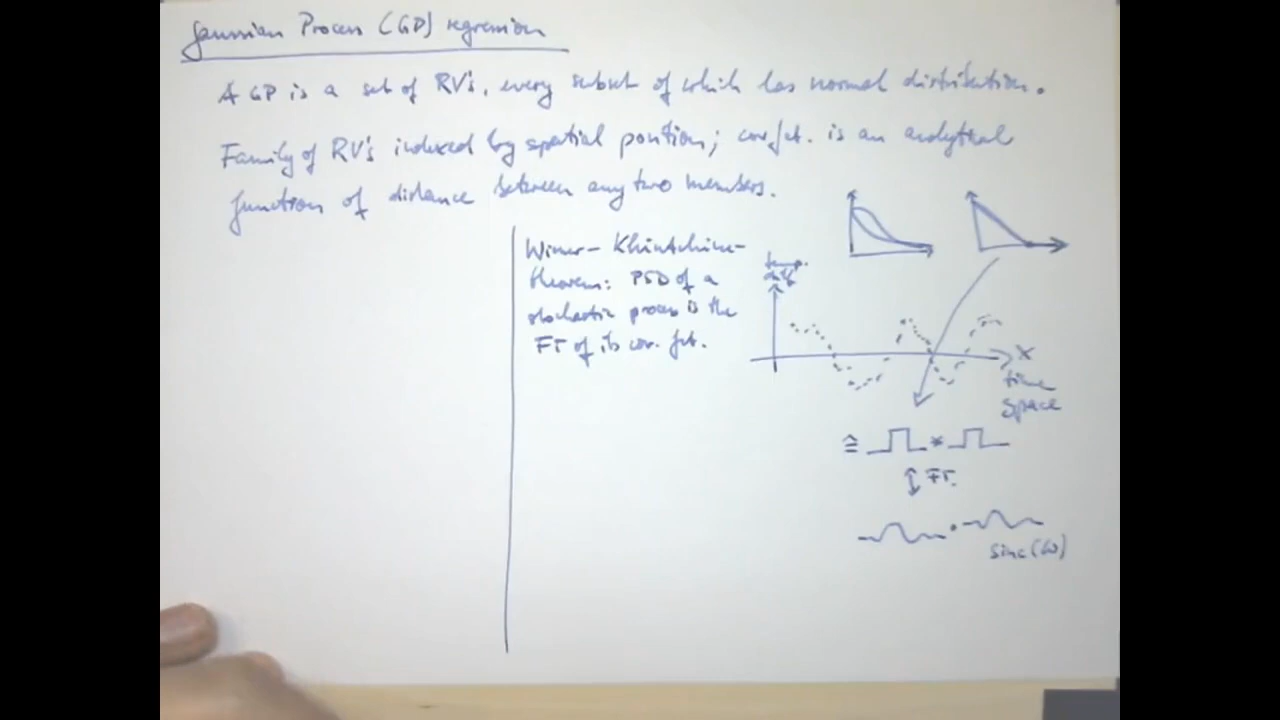 Gaussian Process (GP) regression
A GP is a set of RV's, every subset of which has normal distribution.
Family of RV's indexed by spatial position; cov. fct. is an analytical
function of distance between any two members.
Wiener-Khintchine-
theorem: PSD of a
stochastic process is the
FT of its cov. fct.
x
time
space
≙ *
↕ FT.
·
sinc(ω)